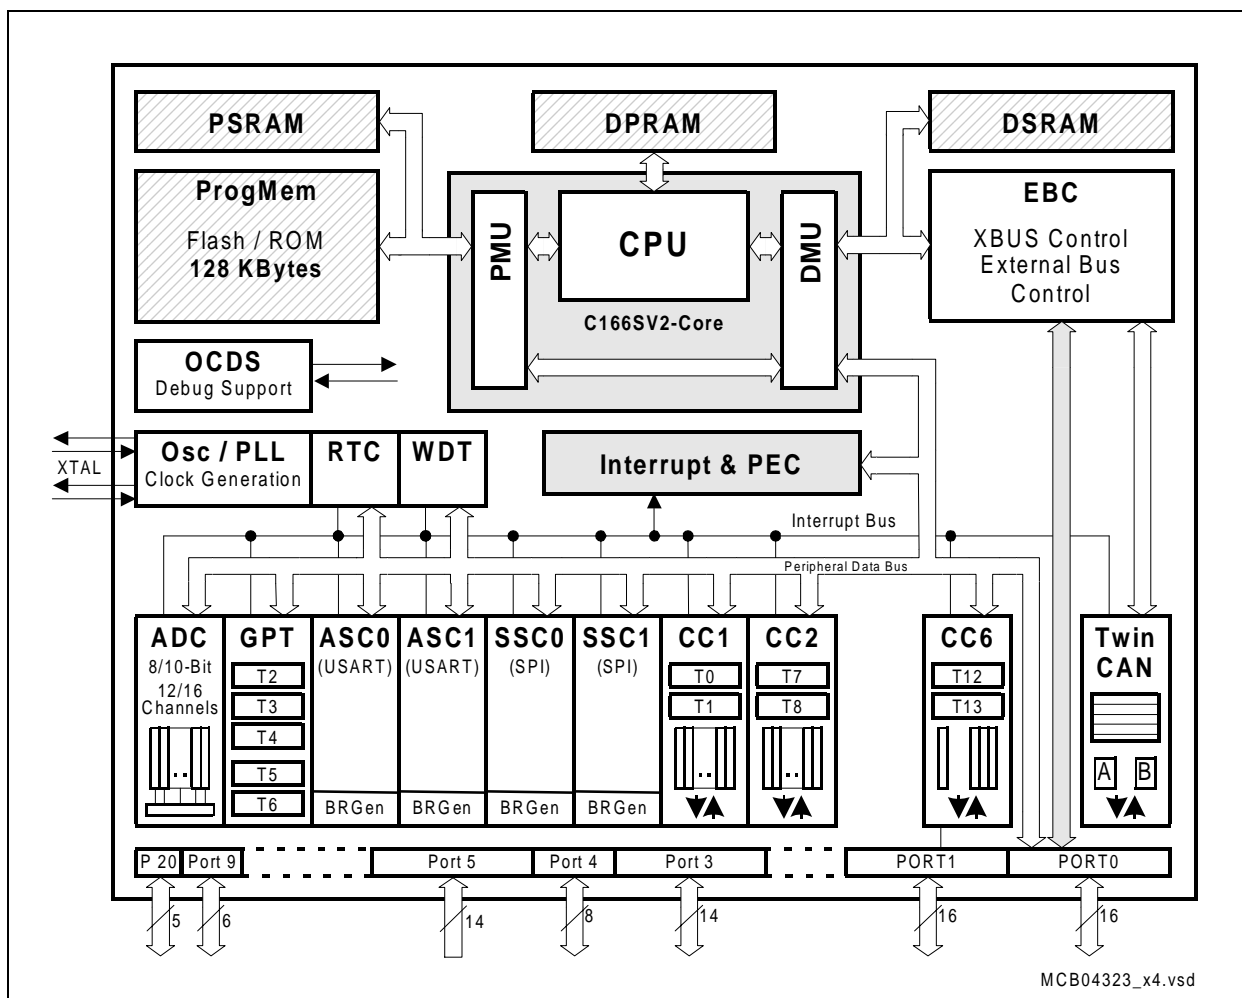 PSRAM
DPRAM
DSRAM
ProgMem
Flash / ROM
128 KBytes
PMU
CPU
DMU
C166SV2-Core
EBC
XBUS Control
External Bus
Control
OCDS
Debug Support
XTAL
Osc / PLL
Clock Generation
RTC
WDT
Interrupt & PEC
Interrupt Bus
Peripheral Data Bus
ADC
8/10-Bit
12/16
Channels
GPT
T2
T3
T4
T5
T6
ASC0
(USART)
BRGen
ASC1
(USART)
BRGen
SSC0
(SPI)
BRGen
SSC1
(SPI)
BRGen
CC1
T0
T1
CC2
T7
T8
CC6
T12
T13
Twin
CAN
A B
P 20
Port 9
Port 5
Port 4
Port 3
PORT1
PORT0
5
6
14
8
14
16
16
MCB04323_x4.vsd